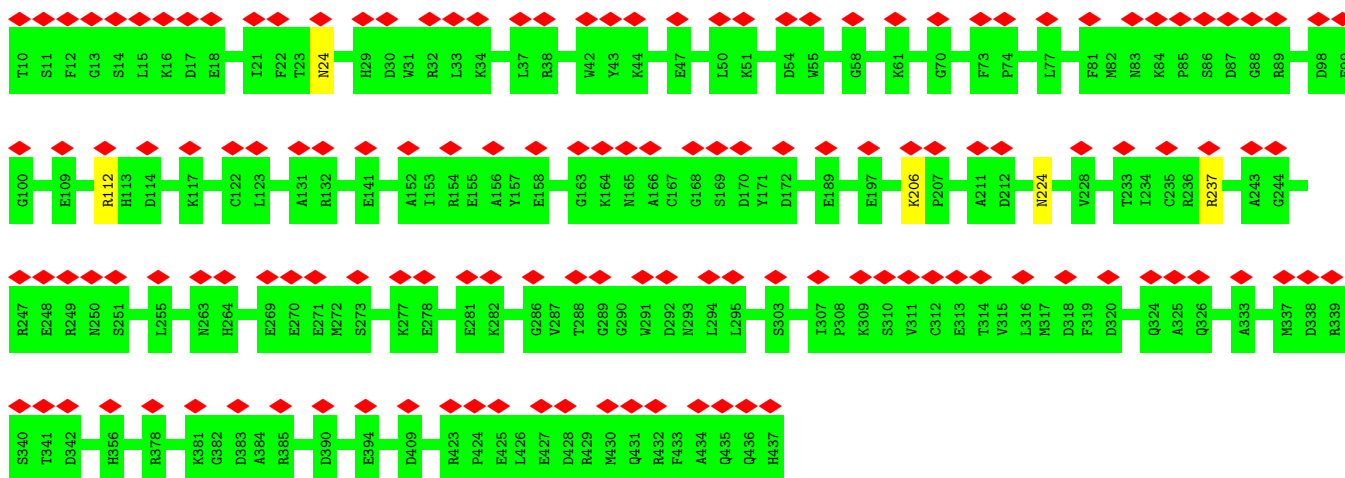 T10 S11 F12 G13 S14 L15 K16 D17 E18 I21 F22 T23 N24 H29 D30 W31 R32 L33 K34 L37 R38 W42 Y43 K44 E47 L50 K51 D54 W55 G58 K61 G70 F73 P74 L77 F81 M82 N83 K84 P85 S86 D87 G88 R89 D98
G100 E109 R112 H113 D114 K117 C122 L123 A131 R132 E141 A152 I153 R154 E155 A156 Y157 E158 G163 K164 N165 A166 C167 G168 S169 D170 Y171 D172 E189 E197 K206 P207 A211 D212 N224 V228 T233 I234 C235 R236 R237 A243 G244
R247 E248 R249 N250 S251 L255 N263 H264 E269 E270 E271 M272 S273 K277 E278 E281 K282 G286 V287 T288 G289 G290 W291 D292 N293 L294 L295 S303 I307 P308 K309 S310 V311 C312 E313 T314 V315 L316 M317 D318 F319 D320 Q324 A325 Q326 A333 M337 D338 R339
S340 T341 D342 H356 R378 K381 G382 D383 A384 R385 D390 E394 D409 R423 P424 E425 L426 E427 D428 R429 M430 Q431 R432 F433 A434 Q435 Q436 H437